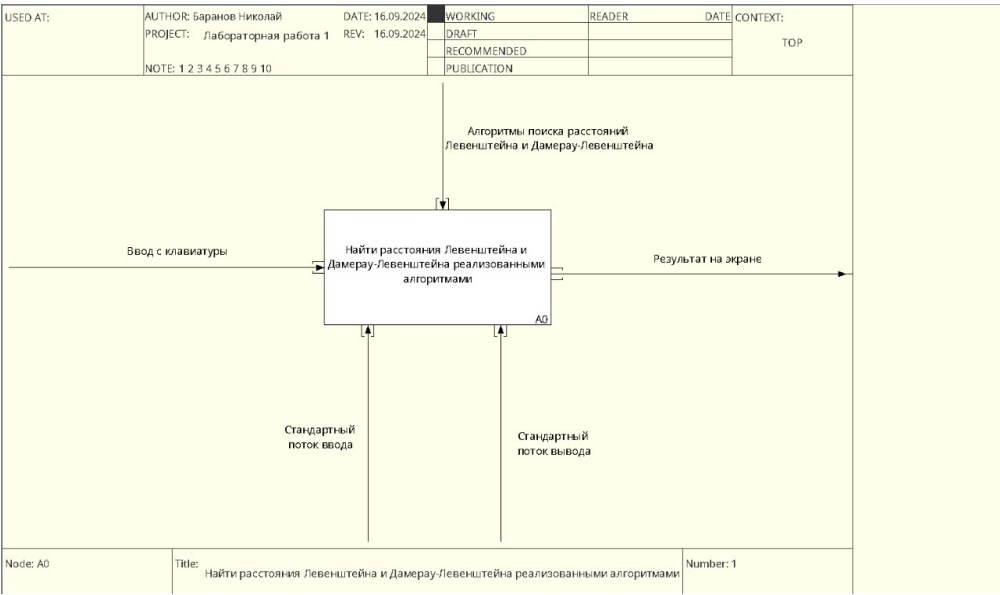 USED AT:
AUTHOR: Баранов Николай
DATE: 16.09.2024
PROJECT: Лабораторная работа 1
REV: 16.09.2024
NOTE: 1 2 3 4 5 6 7 8 9 10
WORKING
DRAFT
RECOMMENDED
PUBLICATION
READER
DATE
CONTEXT:
TOP
Алгоритмы поиска расстояний
Левенштейна и Дамерау-Левенштейна
Ввод с клавиатуры
Найти расстояния Левенштейна и
Дамерау-Левенштейна реализованными
алгоритмами
A0
Результат на экране
Стандартный
поток ввода
Стандартный
поток вывода
Node: A0
Title:
Найти расстояния Левенштейна и Дамерау-Левенштейна реализованными алгоритмами
Number: 1